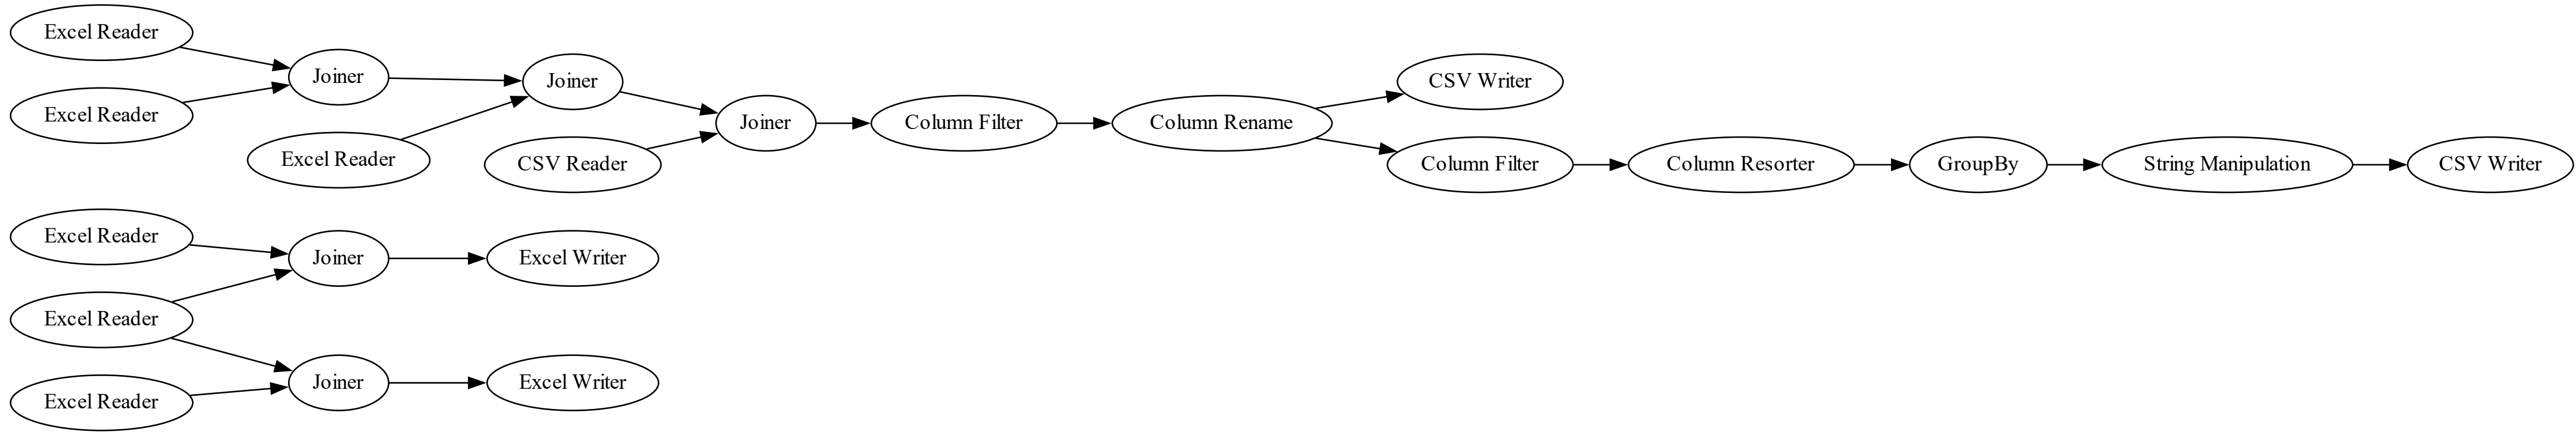 Excel Reader
Joiner
Joiner
CSV Writer
Excel Reader
Joiner
Column Filter
Column Rename
Excel Reader
CSV Reader
Column Filter
Column Resorter
GroupBy
String Manipulation
CSV Writer
Excel Reader
Joiner
Excel Writer
Excel Reader
Joiner
Excel Writer
Excel Reader